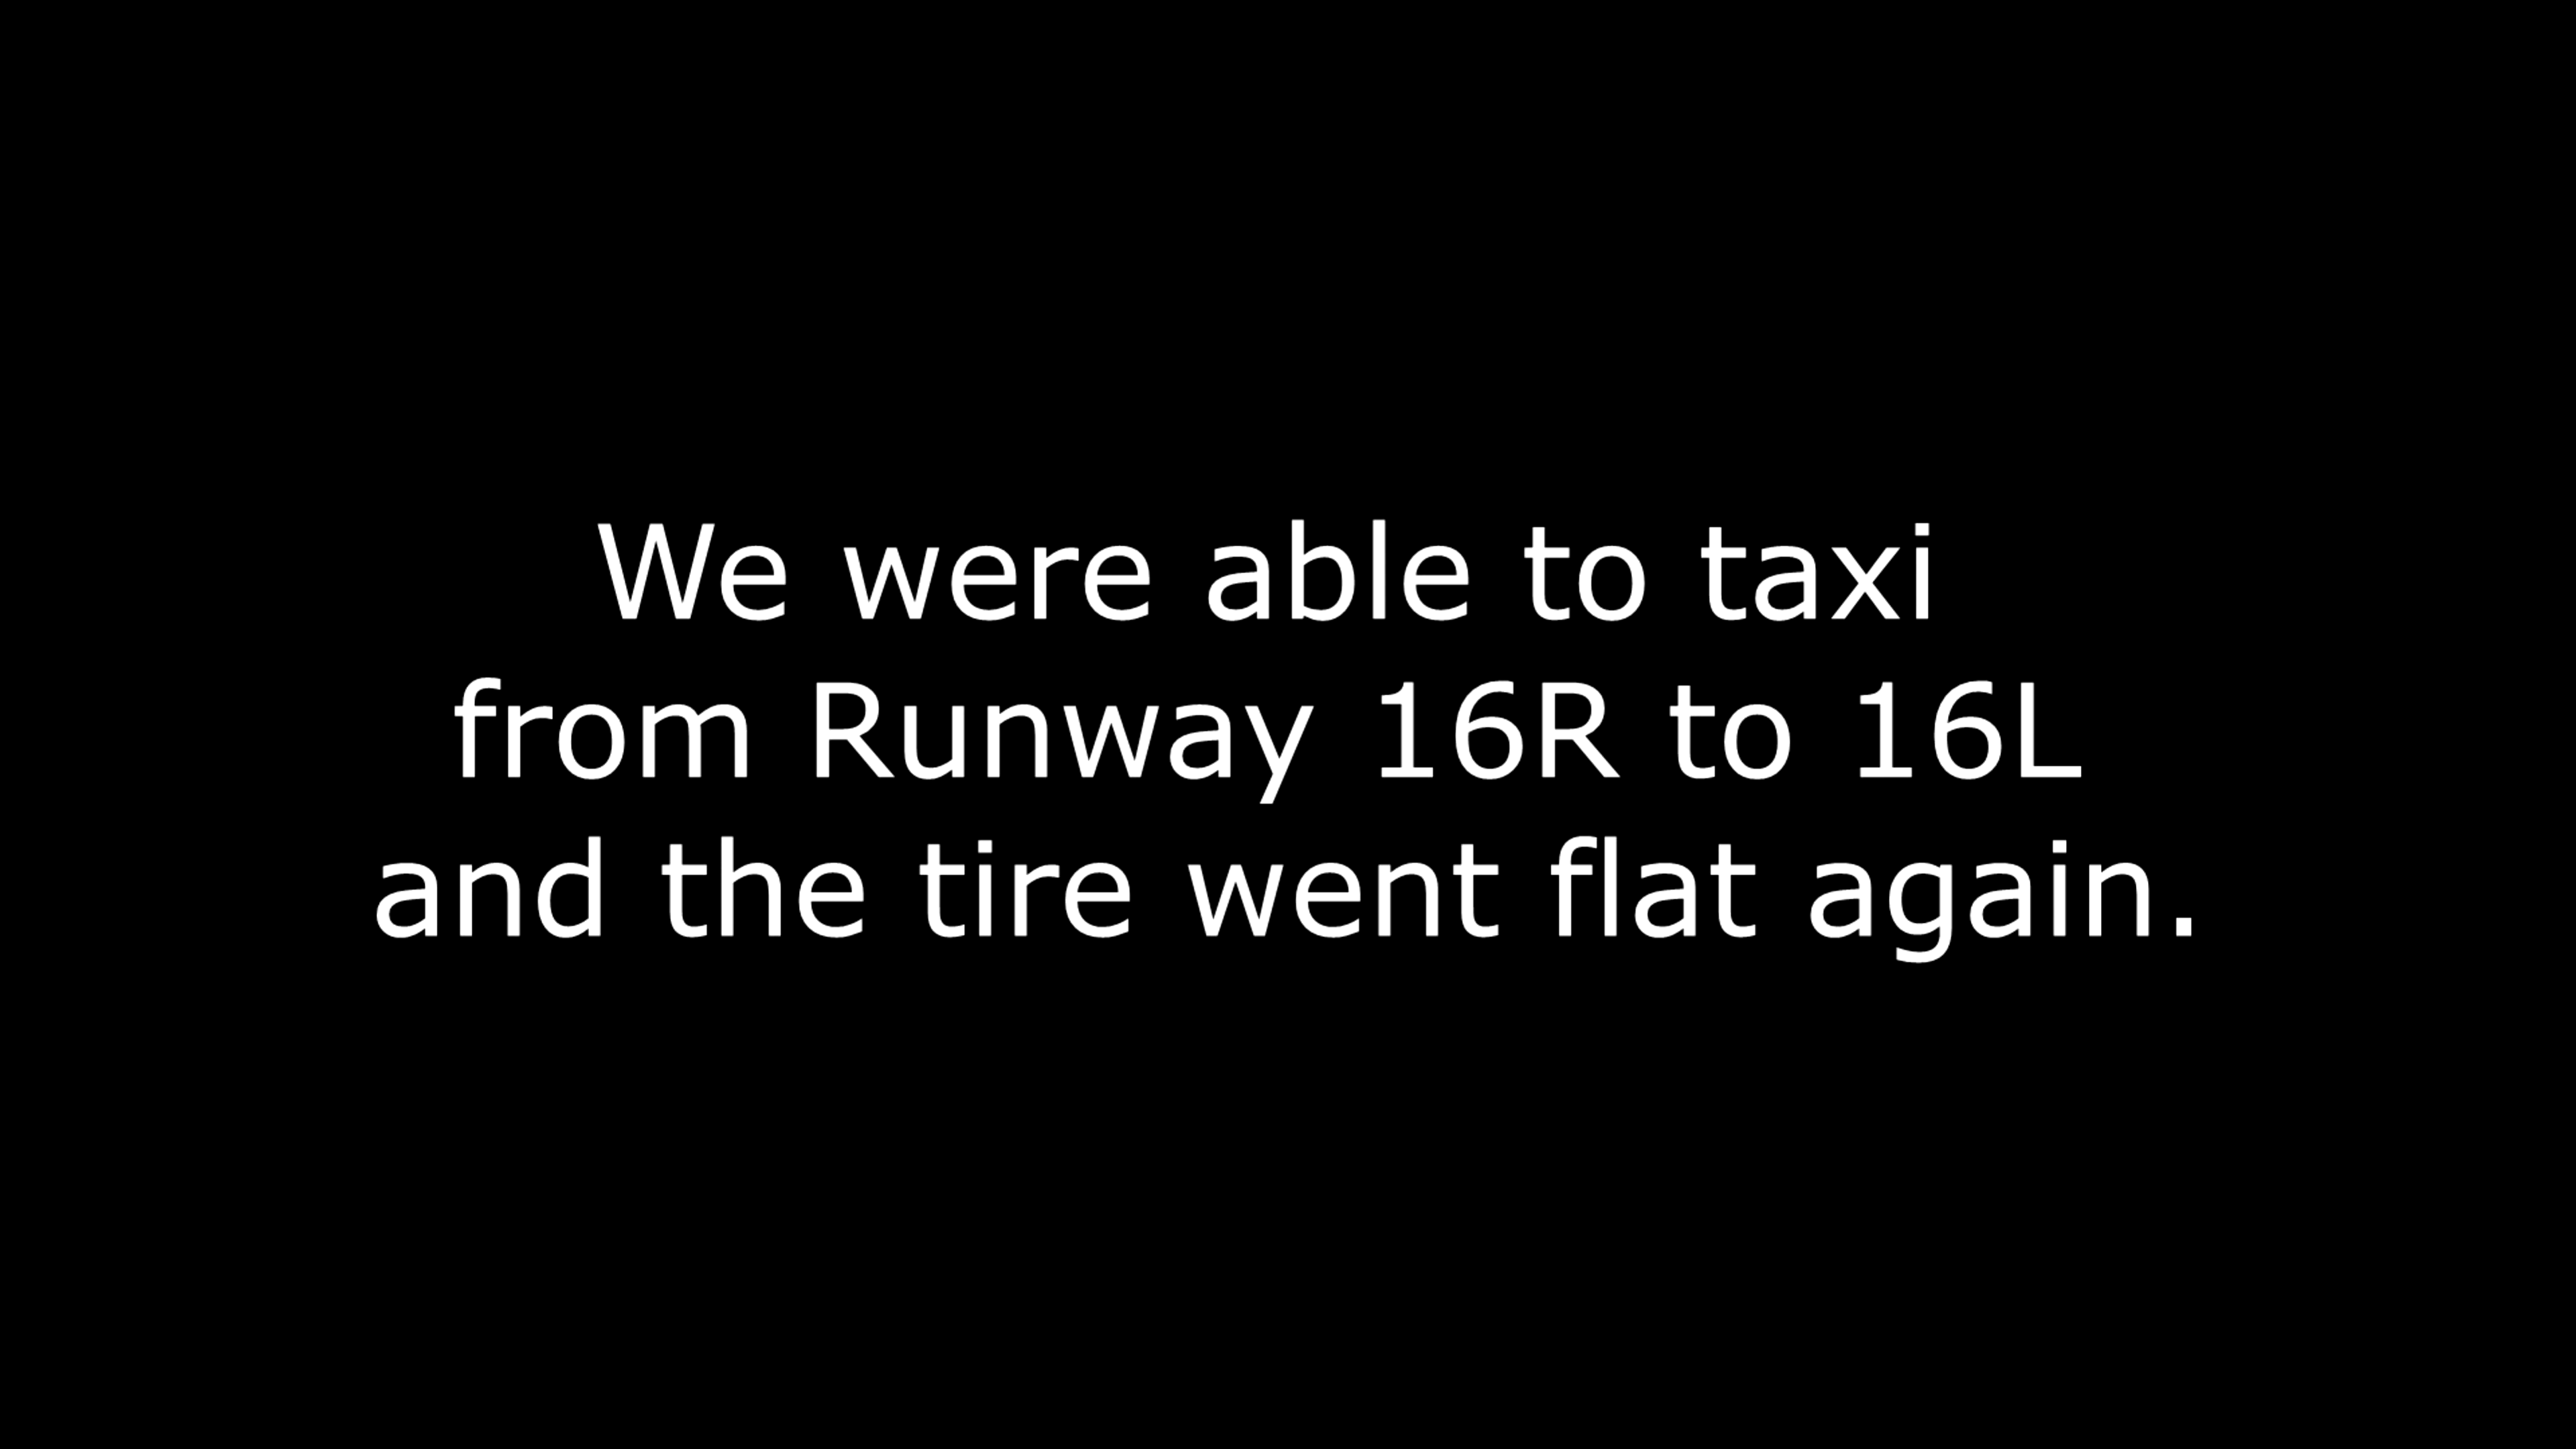 We were able to taxi
from Runway 16R to 16L
and the tire went flat again.